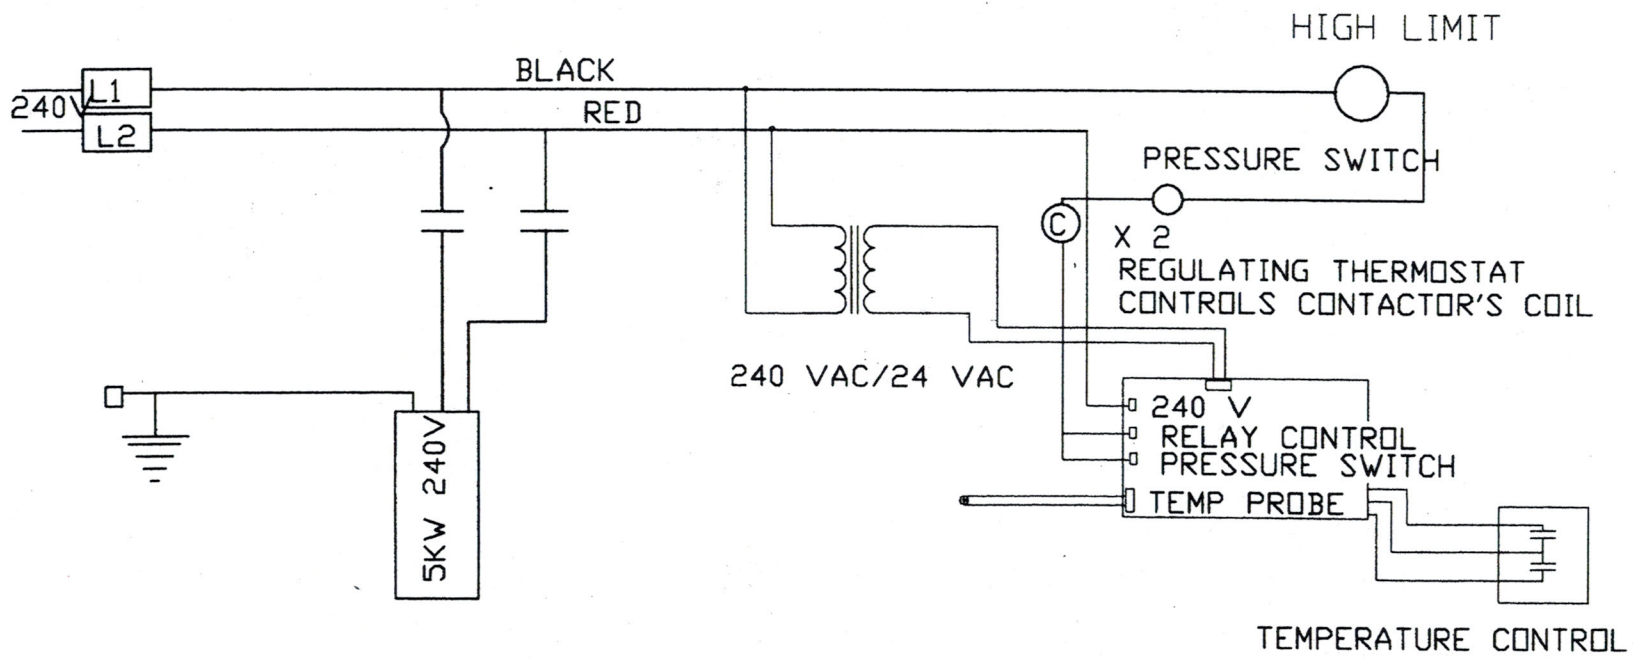 HIGH LIMIT
BLACK
L1
240V
RED
L2
PRESSURE SWITCH
C
X 2
REGULATING THERMOSTAT
CONTROLS CONTACTOR'S COIL
240 VAC/24 VAC
240 V
RELAY CONTROL
PRESSURE SWITCH
TEMP PROBE
5KW 240V
TEMPERATURE CONTROL